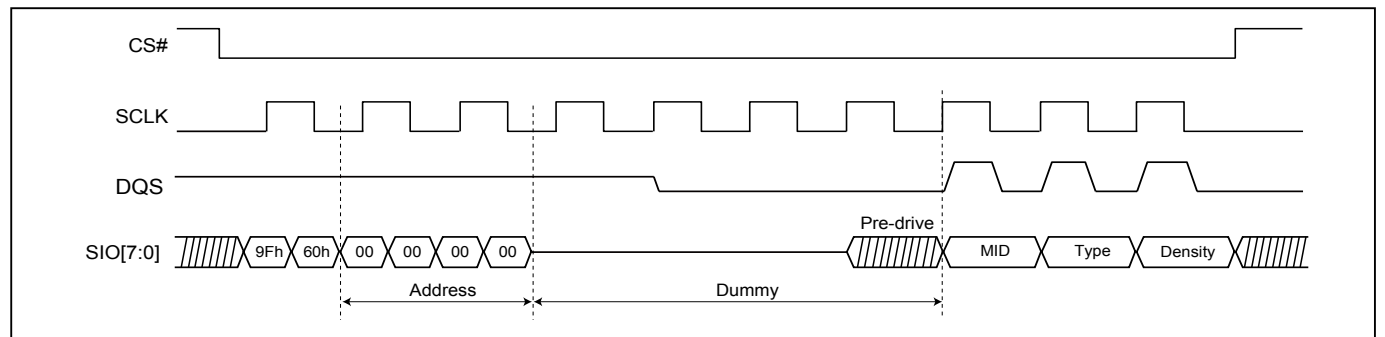 CS#
SCLK
DQS
Pre-drive
SIO[7:0] 9Fh 60h 00 00 00 00 MID Type Density
Address Dummy